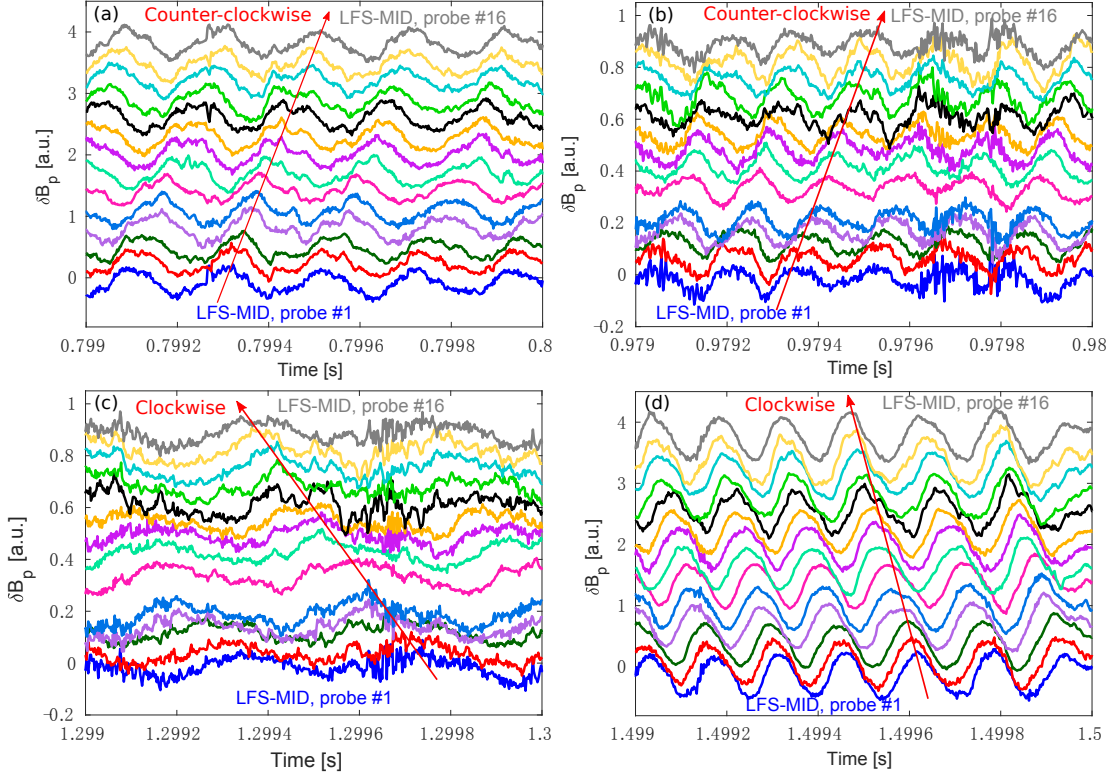 (a)
Counter-clockwise
LFS-MID, probe #16
4
3
2
1
0
δBp [a.u.]
LFS-MID, probe #1
0.799
0.7992
0.7994
0.7996
0.7998
0.8
Time [s]
(b)
Counter-clockwise
LFS-MID, probe #16
1
0.8
0.6
0.4
0.2
0
−0.2
δBp [a.u.]
LFS-MID, probe #1
0.979
0.9792
0.9794
0.9796
0.9798
0.98
Time [s]
(c)
Clockwise
LFS-MID, probe #16
1
0.8
0.6
0.4
0.2
0
−0.2
δBp [a.u.]
LFS-MID, probe #1
1.299
1.2992
1.2994
1.2996
1.2998
1.3
Time [s]
(d)
Clockwise
LFS-MID, probe #16
4
3
2
1
0
δBp [a.u.]
LFS-MID, probe #1
1.499
1.4992
1.4994
1.4996
1.4998
1.5
Time [s]